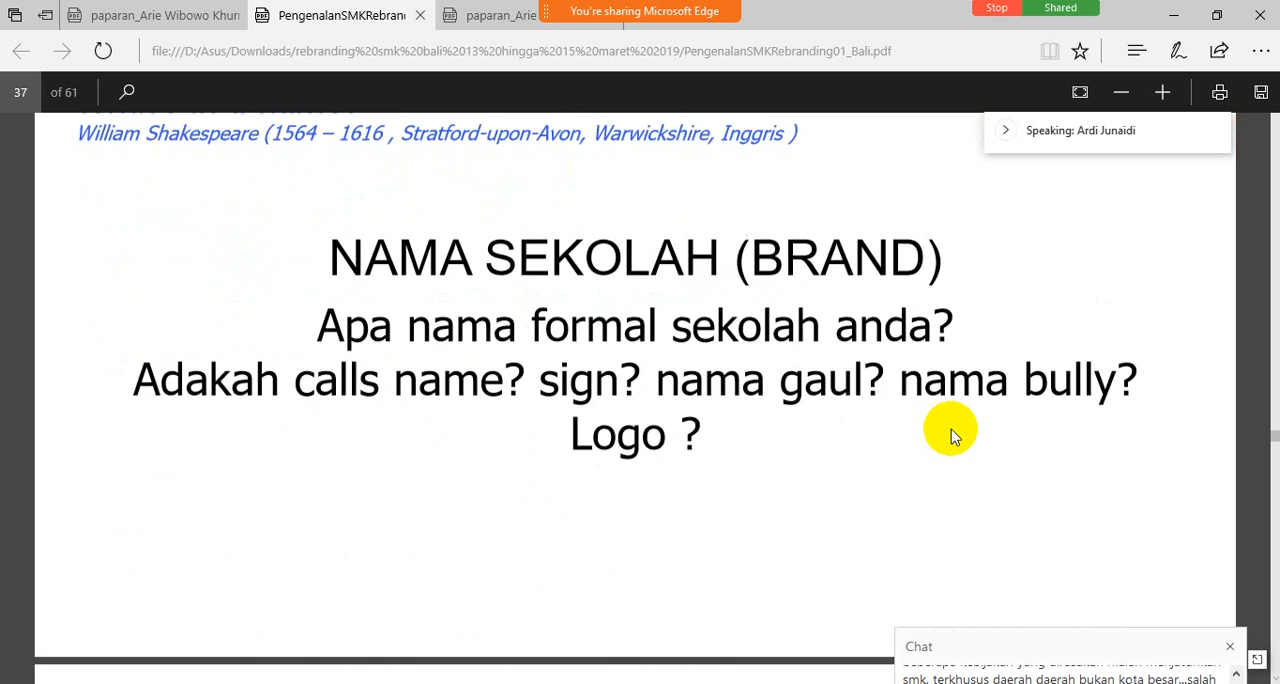 paparan_Arie Wibowo Khuri
PengenalanSMKRebran
paparan_Arie
You're sharing Microsoft Edge
Stop
Shared
file:///D:/Asus/Downloads/rebranding%20smk%20bali%2013%20hingga%2015%20maret%202019/PengenalanSMKRebranding01_Bali.pdf
37 of 61
Speaking: Ardi Junaidi
William Shakespeare (1564 – 1616 , Stratford-upon-Avon, Warwickshire, Inggris )
NAMA SEKOLAH (BRAND)
Apa nama formal sekolah anda?
Adakah calls name? sign? nama gaul? nama bully?
Logo ?
Chat
smk, terkhusus daerah daerah bukan kota besar...salah